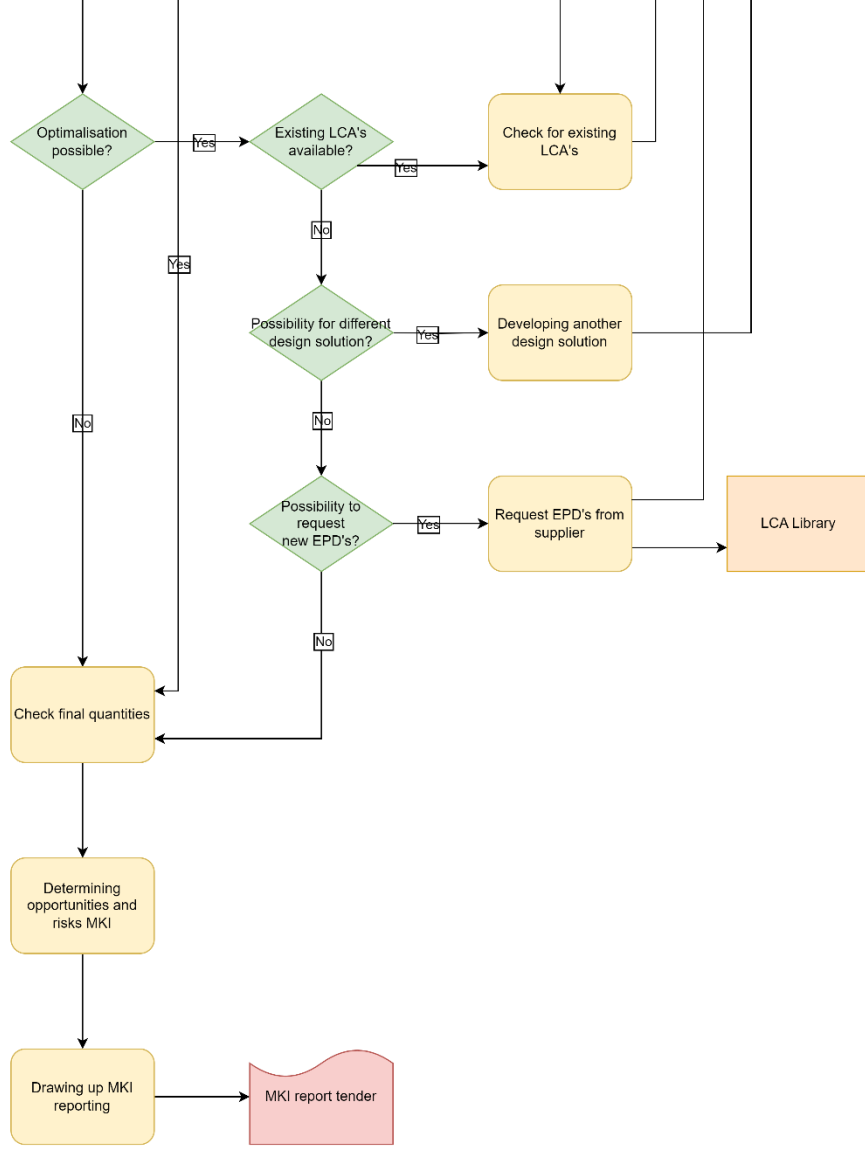 Optimalisation
possible?
Yes
Existing LCA's
available?
Yes
Check for existing
LCA's
No
Yes
Possibility for different
design solution?
Yes
Developing another
design solution
No
No
Possibility to
request
new EPD's?
Yes
Request EPD's from
supplier
LCA Library
No
Check final quantities
Determining
opportunities and
risks MKI
Drawing up MKI
reporting
MKI report tender